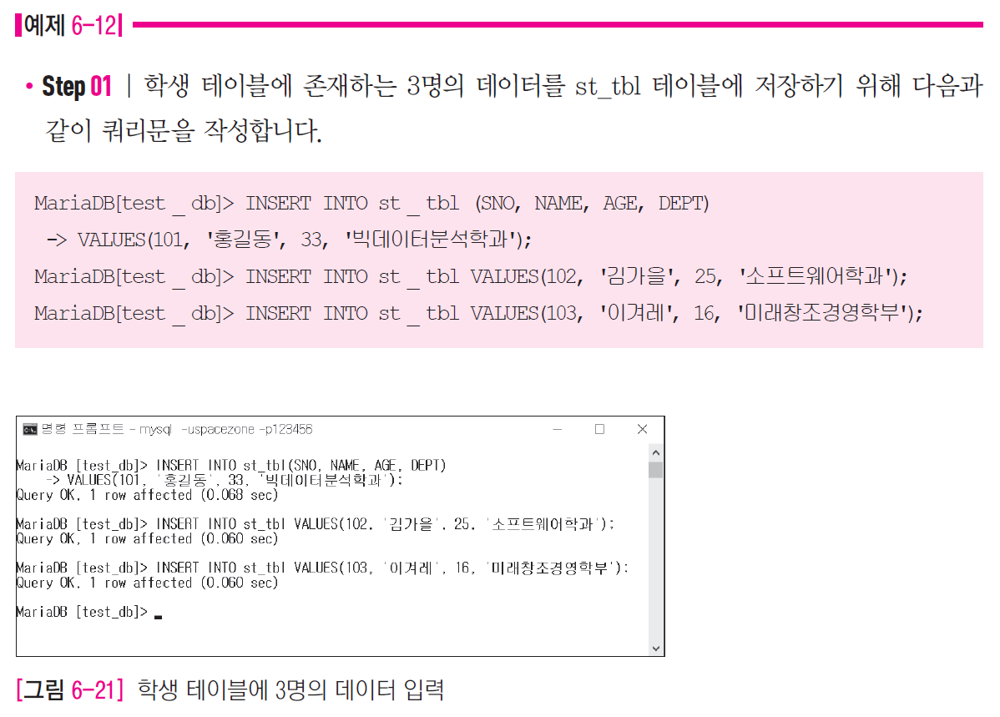 예제 6-12
• Step 01 | 학생 테이블에 존재하는 3명의 데이터를 st_tbl 테이블에 저장하기 위해 다음과
같이 쿼리문을 작성합니다.
MariaDB[test _ db]> INSERT INTO st _ tbl (SNO, NAME, AGE, DEPT)
-> VALUES(101, '홍길동', 33, '빅데이터분석학과');
MariaDB[test _ db]> INSERT INTO st _ tbl VALUES(102, '김가을', 25, '소프트웨어학과');
MariaDB[test _ db]> INSERT INTO st _ tbl VALUES(103, '이겨레', 16, '미래창조경영학부');
명령 프롬프트 - mysql -uspacezone -p123456
MariaDB [test_db]> INSERT INTO st_tbl(SNO, NAME, AGE, DEPT)
-> VALUES(101, '홍길동', 33, '빅데이터분석학과');
Query OK, 1 row affected (0.068 sec)
MariaDB [test_db]> INSERT INTO st_tbl VALUES(102, '김가을', 25, '소프트웨어학과');
Query OK, 1 row affected (0.060 sec)
MariaDB [test_db]> INSERT INTO st_tbl VALUES(103, '이겨레', 16, '미래창조경영학부');
Query OK, 1 row affected (0.060 sec)
MariaDB [test_db]> _
[그림 6-21] 학생 테이블에 3명의 데이터 입력